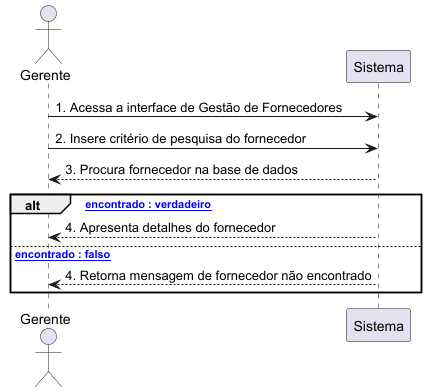 Gerente
Sistema
1. Acessa a interface de Gestão de Fornecedores
2. Insere critério de pesquisa do fornecedor
3. Procura fornecedor na base de dados
alt encontrado : verdadeiro
4. Apresenta detalhes do fornecedor
encontrado : falso
4. Retorna mensagem de fornecedor não encontrado
Gerente
Sistema